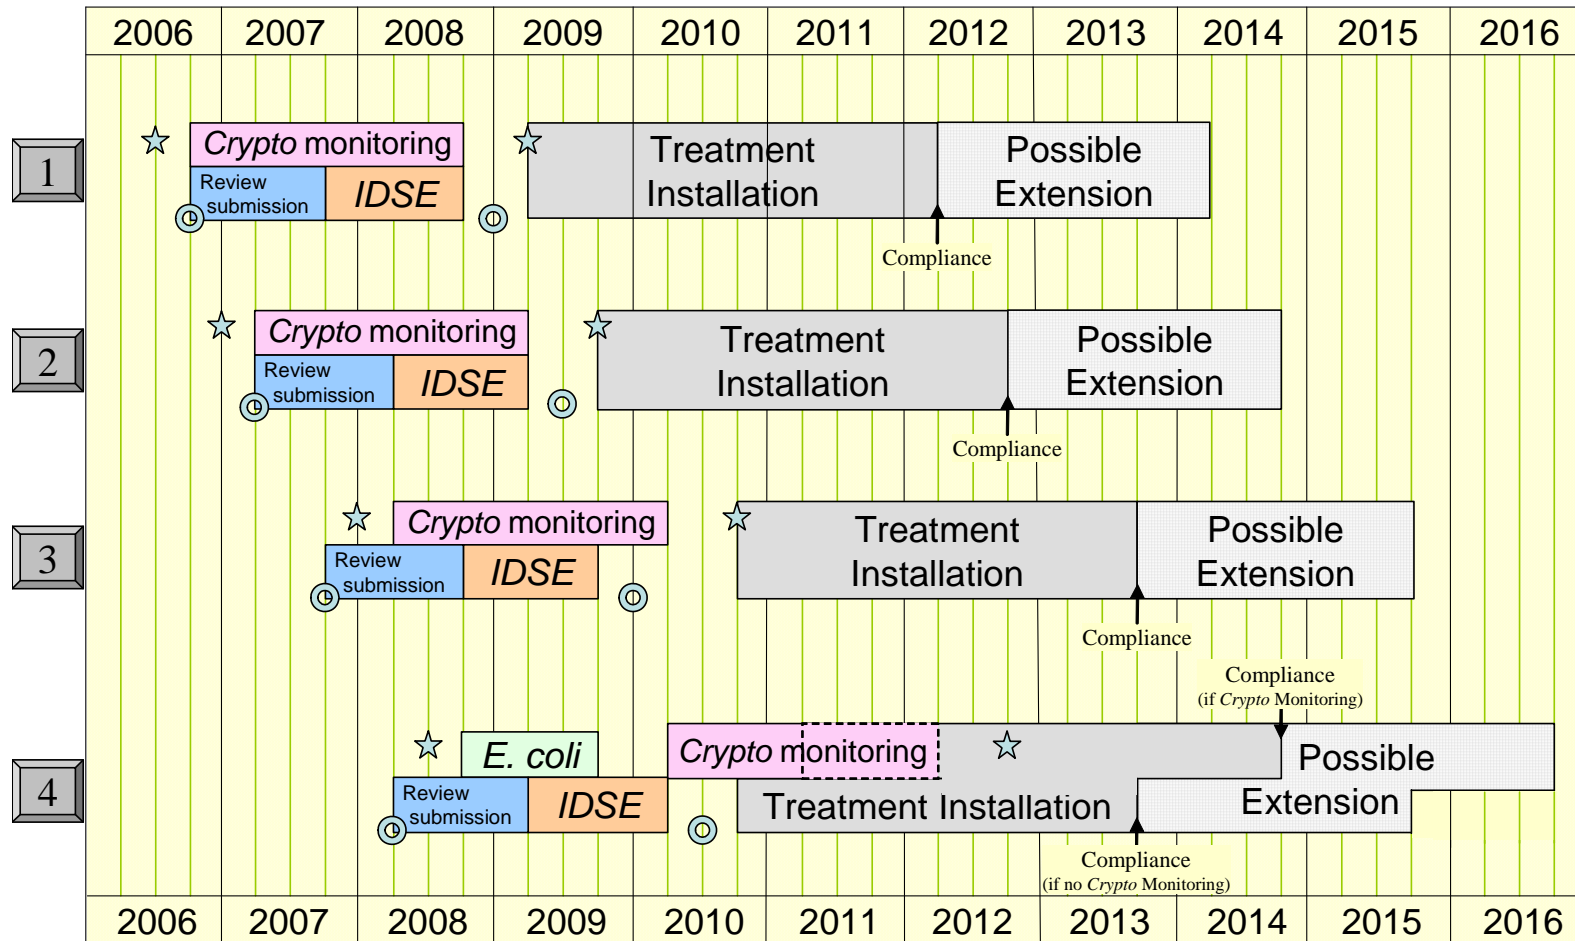 2006 2007 2008 2009 2010 2011 2012 2013 2014 2015 2016
1
Crypto monitoring
Review
submission
IDSE
Treatment
Installation
Possible
Extension
Compliance
2
Crypto monitoring
Review
submission
IDSE
Treatment
Installation
Possible
Extension
Compliance
3
Crypto monitoring
Review
submission
IDSE
Treatment
Installation
Possible
Extension
Compliance
Compliance
(if Crypto Monitoring)
4
E. coli
Review
submission
IDSE
Crypto monitoring
Treatment Installation
Possible
Extension
Compliance
(if no Crypto Monitoring)
2006 2007 2008 2009 2010 2011 2012 2013 2014 2015 2016